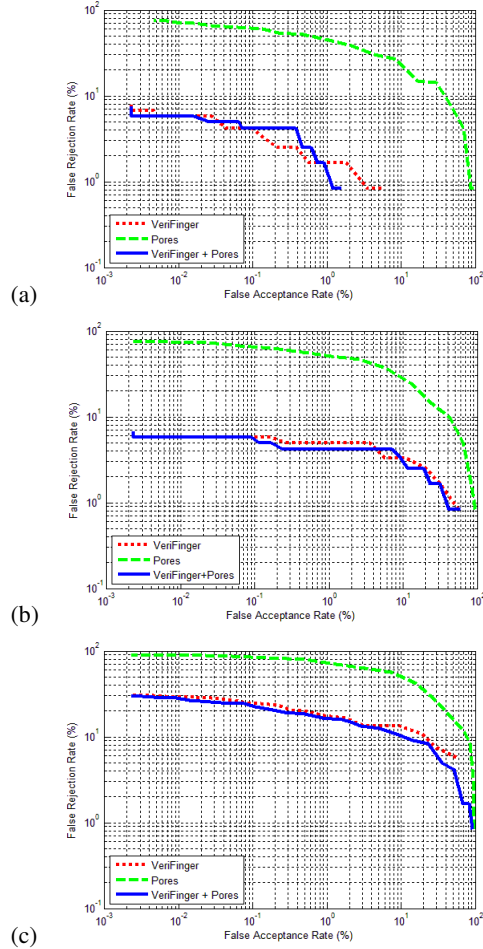 10^2
10^1
10^0
10^-1
False Rejection Rate (%)
VeriFinger
Pores
VeriFinger + Pores
10^-3 10^-2 10^-1 10^0 10^1 10^2
False Acceptance Rate (%)
(a)
10^2
10^1
10^0
10^-1
False Rejection Rate (%)
VeriFinger
Pores
VeriFinger+Pores
10^-3 10^-2 10^-1 10^0 10^1 10^2
False Acceptance Rate (%)
(b)
10^2
10^1
10^0
10^-1
False Rejection Rate (%)
VeriFinger
Pores
VeriFinger + Pores
10^-3 10^-2 10^-1 10^0 10^1 10^2
False Acceptance Rate (%)
(c)